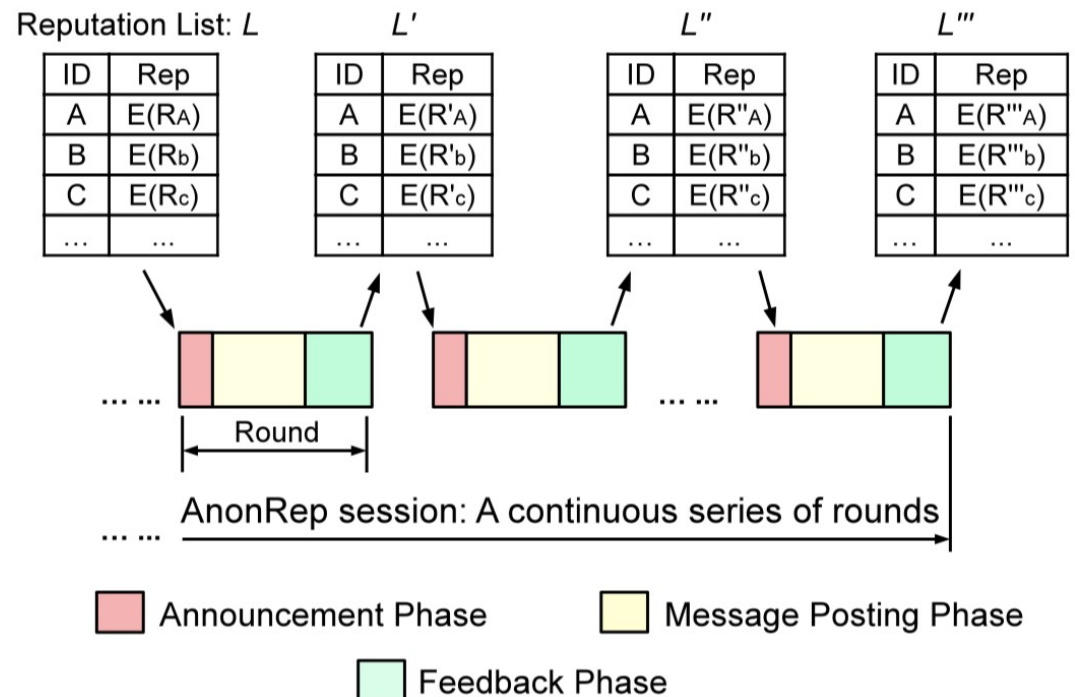 Reputation List: L
L'
L"
L'''
ID Rep
A E(RA)
B E(Rb)
C E(Rc)
... ...
ID Rep
A E(R'A)
B E(R'b)
C E(R'c)
... ...
ID Rep
A E(R"A)
B E(R"b)
C E(R"c)
... ...
ID Rep
A E(R'''A)
B E(R'''b)
C E(R'''c)
... ...
... ...
... ...
Round
AnonRep session: A continuous series of rounds
... ...
Announcement Phase
Message Posting Phase
Feedback Phase